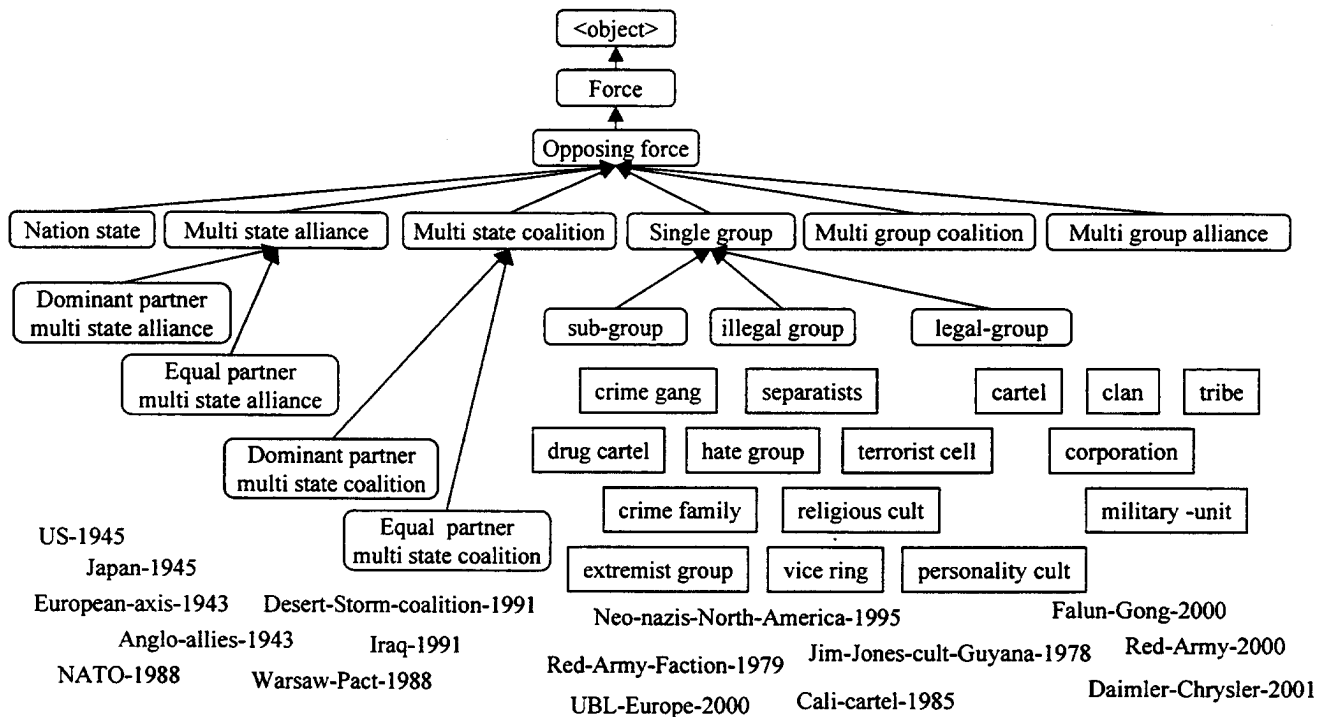 <object>
Force
Opposing force
Nation state
Multi state alliance
Multi state coalition
Single group
Multi group coalition
Multi group alliance
Dominant partner
multi state alliance
Equal partner
multi state alliance
Dominant partner
multi state coalition
Equal partner
multi state coalition
sub-group
illegal group
legal-group
crime gang
separatists
cartel
clan
tribe
drug cartel
hate group
terrorist cell
corporation
crime family
religious cult
military -unit
extremist group
vice ring
personality cult
US-1945
Japan-1945
European-axis-1943
Desert-Storm-coalition-1991
Anglo-allies-1943
Iraq-1991
NATO-1988
Warsaw-Pact-1988
Neo-nazis-North-America-1995
Falun-Gong-2000
Red-Army-Faction-1979
Jim-Jones-cult-Guyana-1978
Red-Army-2000
UBL-Europe-2000
Cali-cartel-1985
Daimler-Chrysler-2001